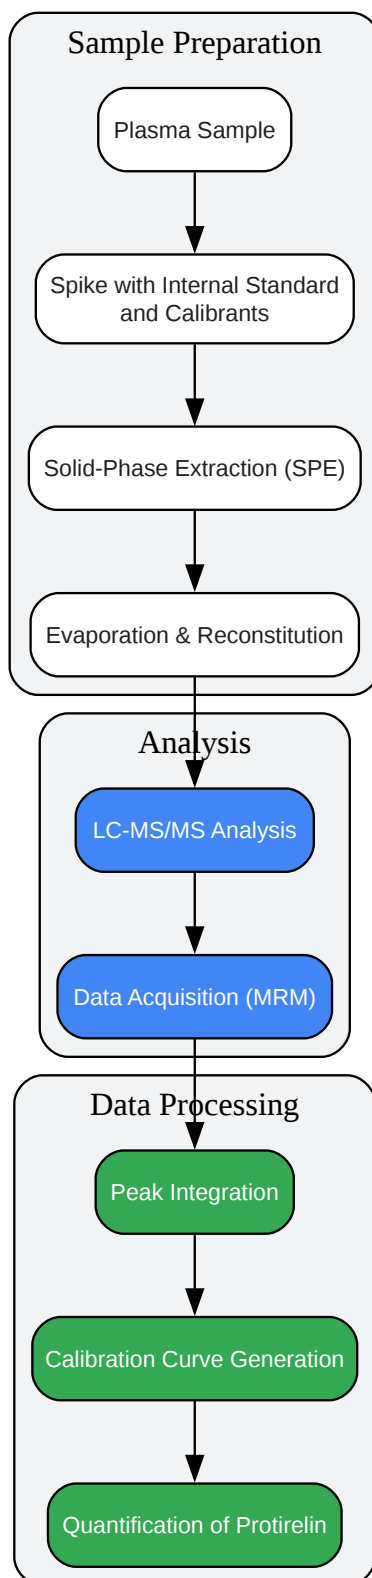 Sample Preparation
Plasma Sample
Spike with Internal Standard
and Calibrants
Solid-Phase Extraction (SPE)
Evaporation & Reconstitution
Analysis
LC-MS/MS Analysis
Data Acquisition (MRM)
Data Processing
Peak Integration
Calibration Curve Generation
Quantification of Protirelin